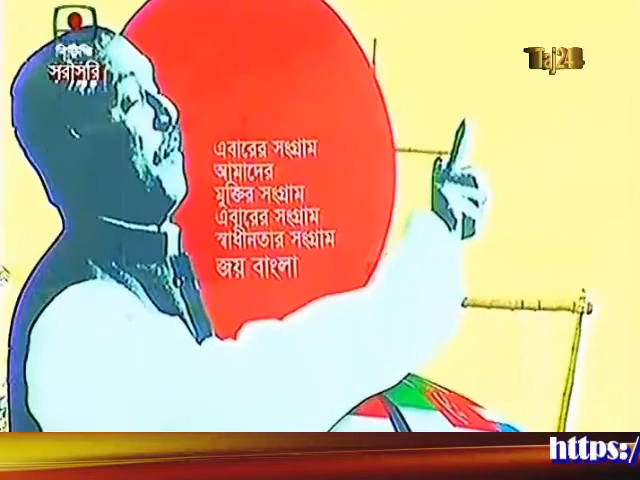 বিটিভি
সরাসরি
Taj24
এবারের সংগ্রাম
আমাদের
মুক্তির সংগ্রাম
এবারের সংগ্রাম
স্বাধীনতার সংগ্রাম
জয় বাংলা
https:/